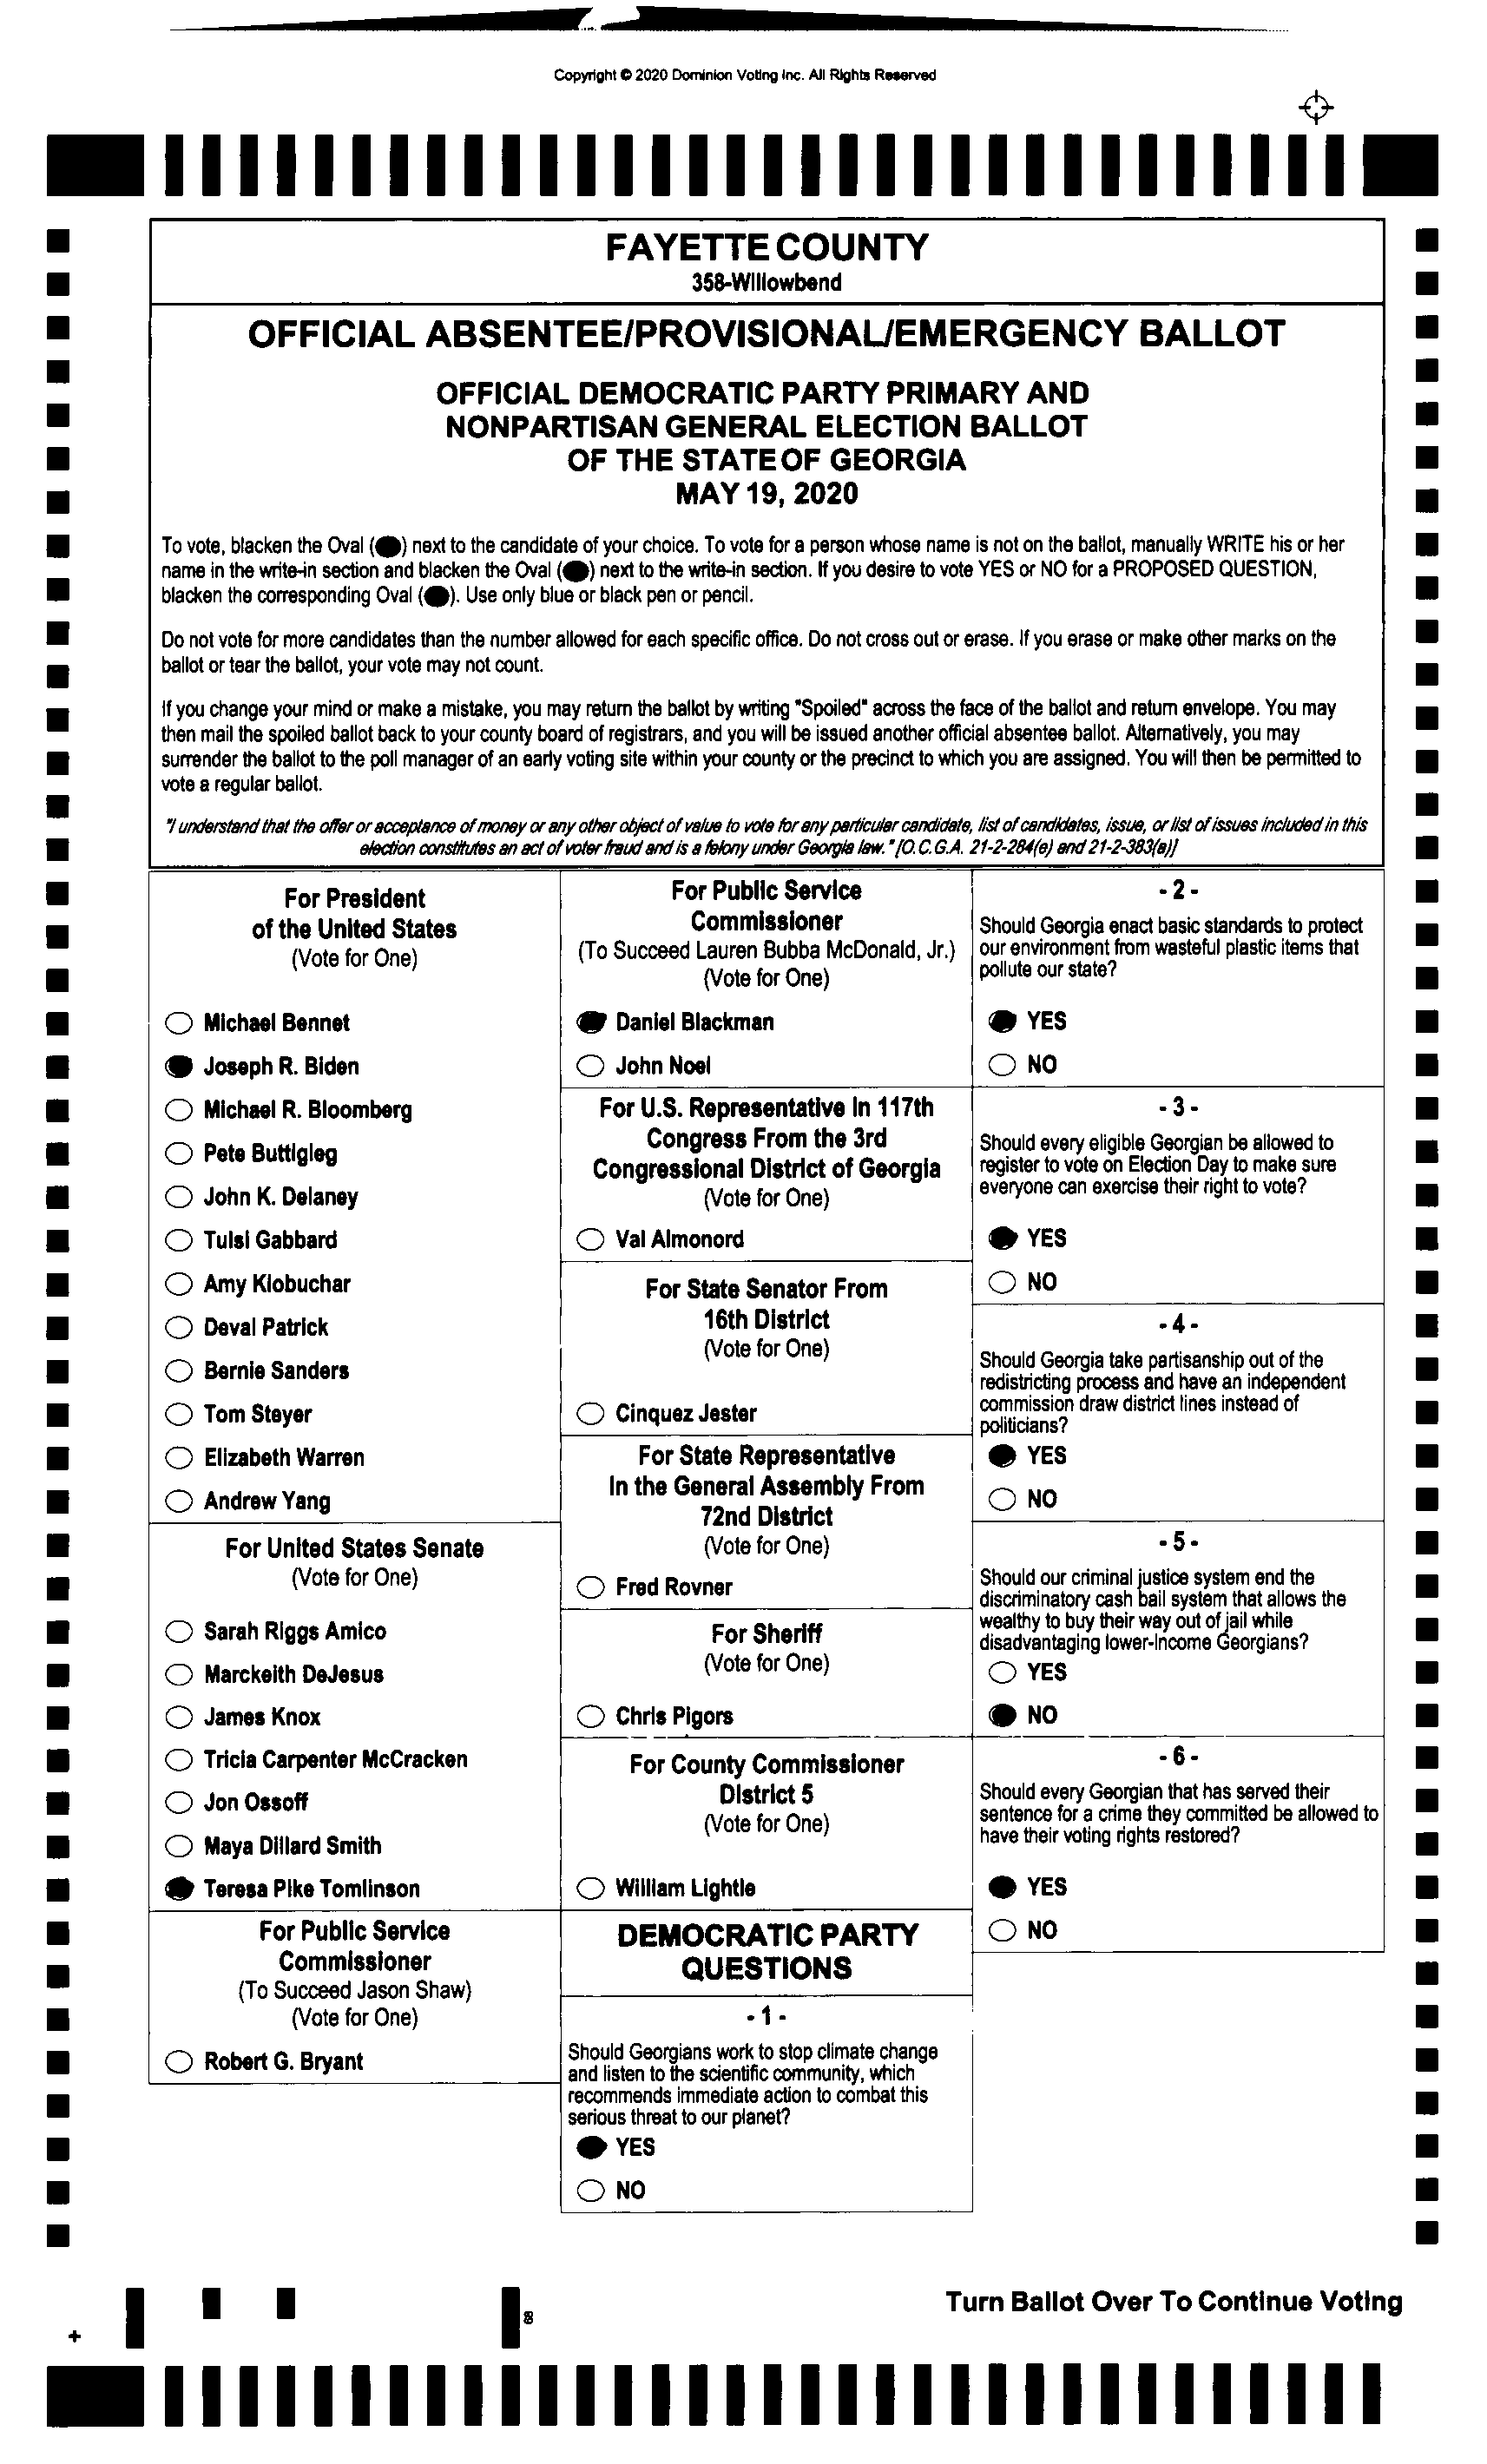 Copyright © 2020 Dominion Voting Inc. All Rights Reserved
FAYETTE COUNTY
358-Willowbend
OFFICIAL ABSENTEE/PROVISIONAL/EMERGENCY BALLOT
OFFICIAL DEMOCRATIC PARTY PRIMARY AND
NONPARTISAN GENERAL ELECTION BALLOT
OF THE STATE OF GEORGIA
MAY 19, 2020
To vote, blacken the Oval ( ) next to the candidate of your choice. To vote for a person whose name is not on the ballot, manually WRITE his or her
name in the write-in section and blacken the Oval ( ) next to the write-in section. If you desire to vote YES or NO for a PROPOSED QUESTION,
blacken the corresponding Oval ( ). Use only blue or black pen or pencil.
Do not vote for more candidates than the number allowed for each specific office. Do not cross out or erase. If you erase or make other marks on the
ballot or tear the ballot, your vote may not count.
If you change your mind or make a mistake, you may return the ballot by writing "Spoiled" across the face of the ballot and return envelope. You may
then mail the spoiled ballot back to your county board of registrars, and you will be issued another official absentee ballot. Alternatively, you may
surrender the ballot to the poll manager of an early voting site within your county or the precinct to which you are assigned. You will then be permitted to
vote a regular ballot.
"I understand that the offer or acceptance of money or any other object of value to vote for any particular candidate, list of candidates, issue, or list of issues included in this
election constitutes an act of voter fraud and is a felony under Georgia law." [O.C.G.A. 21-2-284(e) and 21-2-383(a)]
For President
of the United States
(Vote for One)
Michael Bennet
Joseph R. Biden
Michael R. Bloomberg
Pete Buttigieg
John K. Delaney
Tulsi Gabbard
Amy Klobuchar
Deval Patrick
Bernie Sanders
Tom Steyer
Elizabeth Warren
Andrew Yang
For United States Senate
(Vote for One)
Sarah Riggs Amico
Marckeith DeJesus
James Knox
Tricia Carpenter McCracken
Jon Ossoff
Maya Dillard Smith
Teresa Pike Tomlinson
For Public Service
Commissioner
(To Succeed Jason Shaw)
(Vote for One)
Robert G. Bryant
For Public Service
Commissioner
(To Succeed Lauren Bubba McDonald, Jr.)
(Vote for One)
Daniel Blackman
John Noel
For U.S. Representative in 117th
Congress From the 3rd
Congressional District of Georgia
(Vote for One)
Val Almonord
For State Senator From
16th District
(Vote for One)
Cinquez Jester
For State Representative
In the General Assembly From
72nd District
(Vote for One)
Fred Rovner
For Sheriff
(Vote for One)
Chris Pigors
For County Commissioner
District 5
(Vote for One)
William Lightle
DEMOCRATIC PARTY
QUESTIONS
- 1 -
Should Georgians work to stop climate change
and listen to the scientific community, which
recommends immediate action to combat this
serious threat to our planet?
YES
NO
- 2 -
Should Georgia enact basic standards to protect
our environment from wasteful plastic items that
pollute our state?
YES
NO
- 3 -
Should every eligible Georgian be allowed to
register to vote on Election Day to make sure
everyone can exercise their right to vote?
YES
NO
- 4 -
Should Georgia take partisanship out of the
redistricting process and have an independent
commission draw district lines instead of
politicians?
YES
NO
- 5 -
Should our criminal justice system end the
discriminatory cash bail system that allows the
wealthy to buy their way out of jail while
disadvantaging lower-income Georgians?
YES
NO
- 6 -
Should every Georgian that has served their
sentence for a crime they committed be allowed to
have their voting rights restored?
YES
NO
Turn Ballot Over To Continue Voting